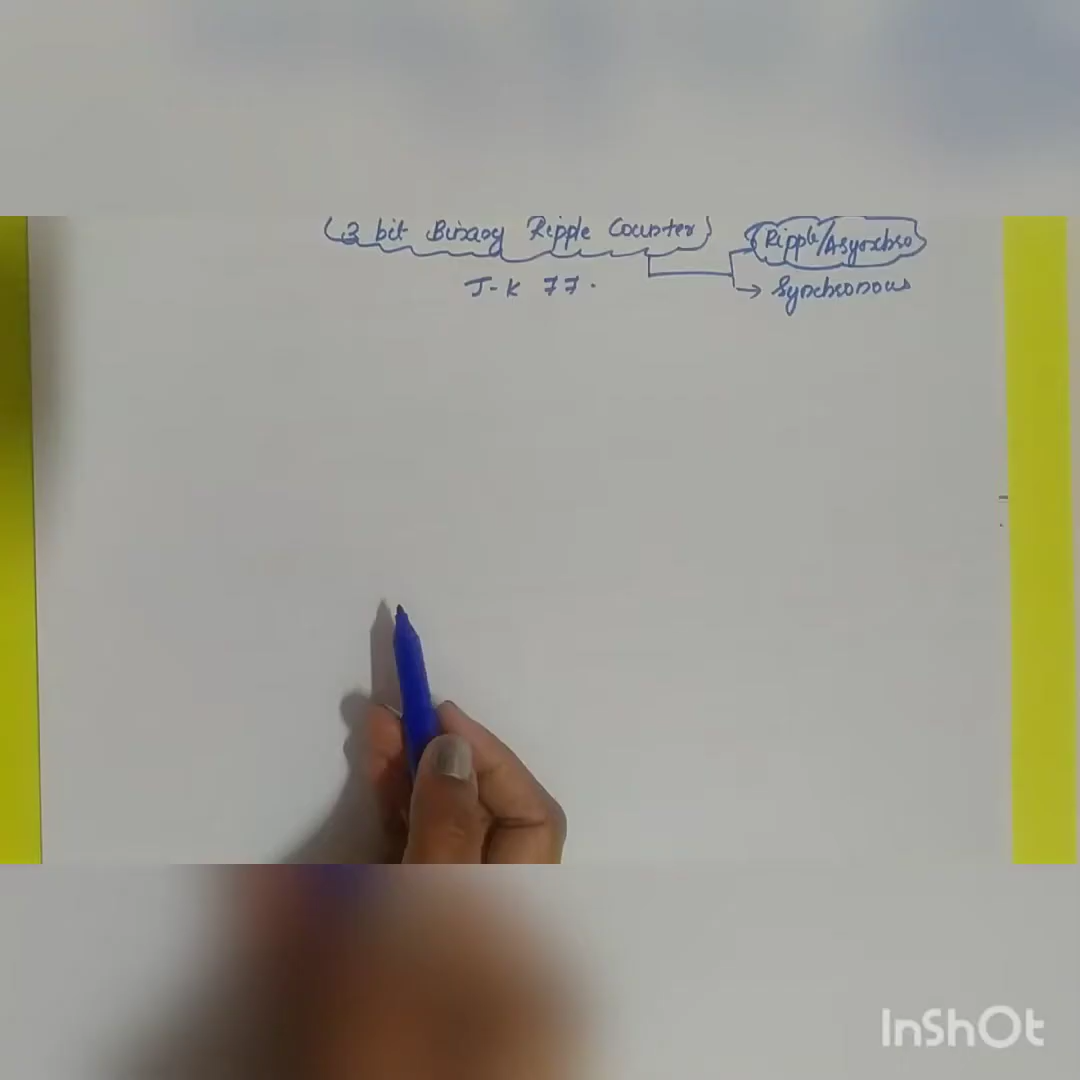 (3 bit Binary Ripple Counter)
Ripple/Asynchro
J-K FF.
→ Synchronous
InShOt